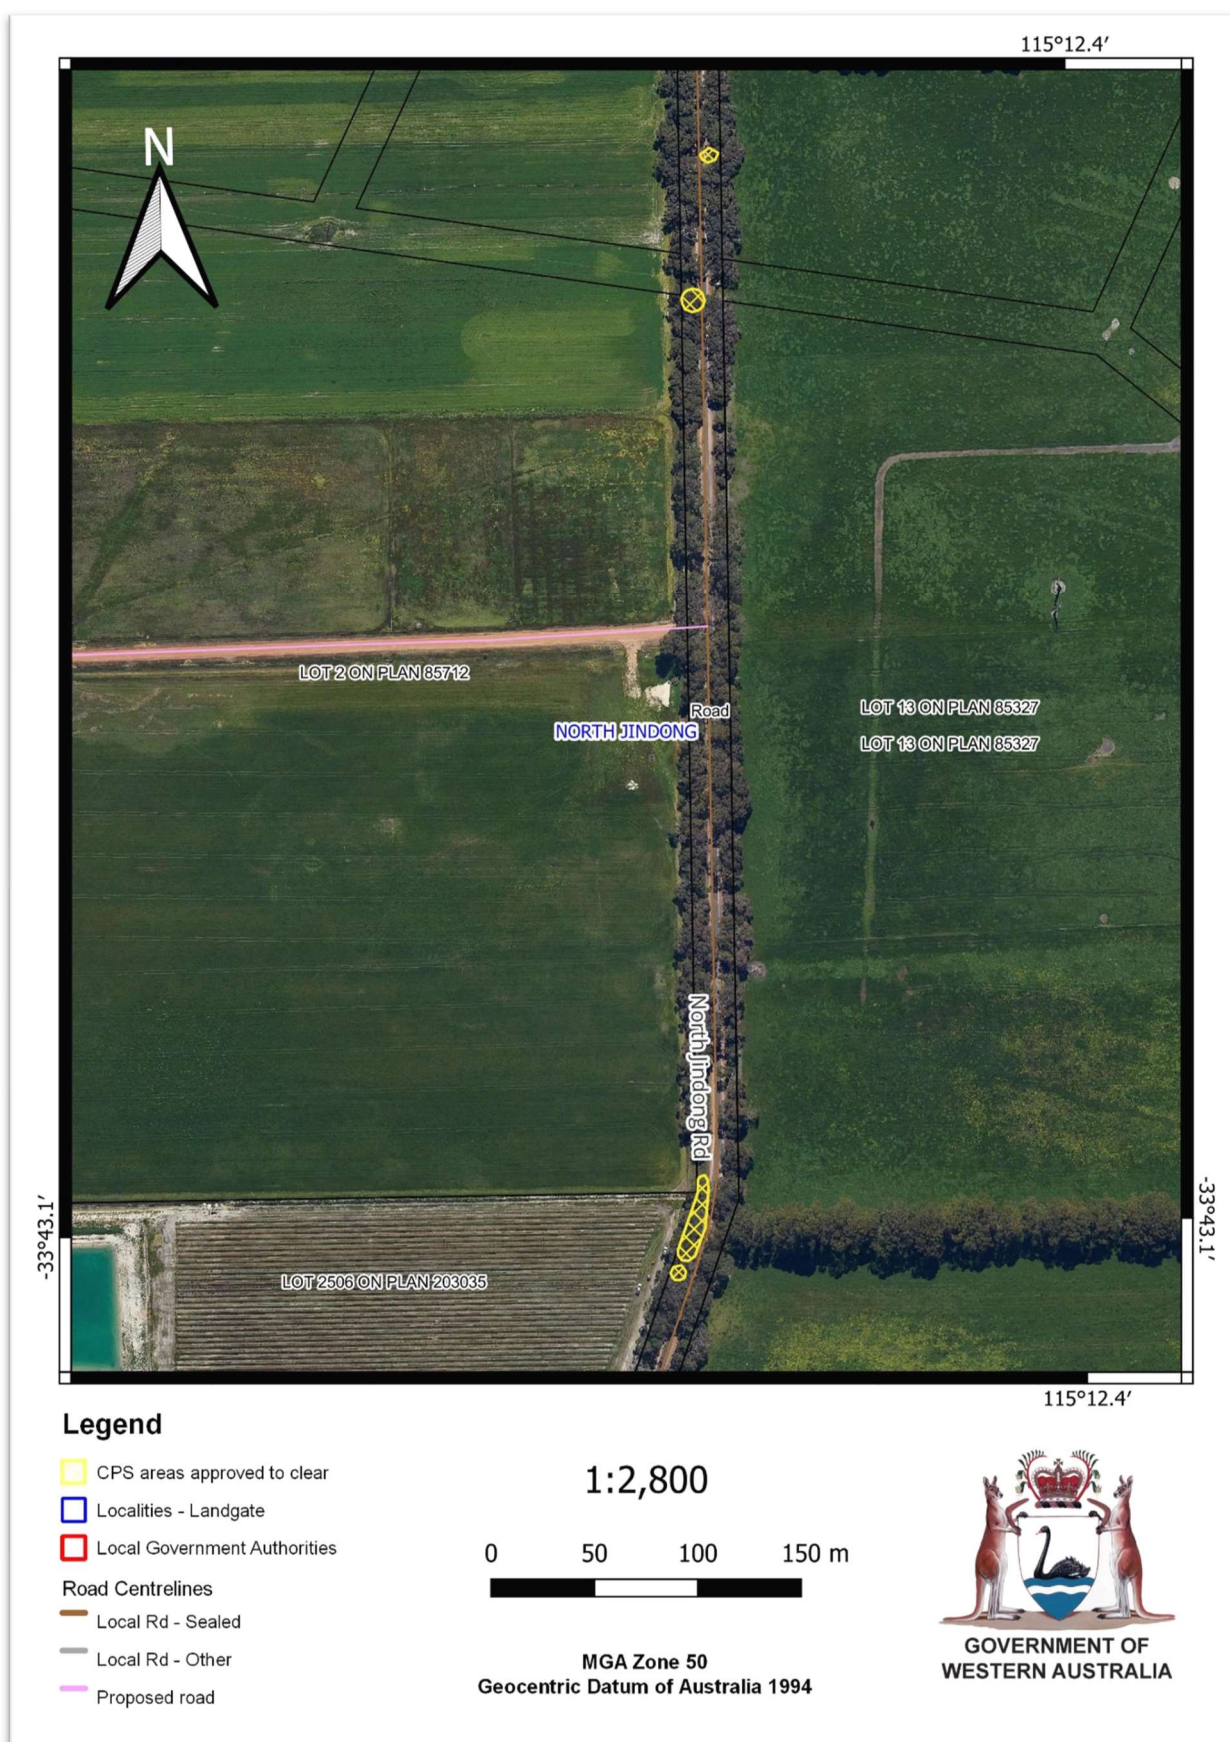 115°12.4'
N
LOT 2 ON PLAN 85712
Road
NORTH JINDONG
LOT 13 ON PLAN 85327
LOT 13 ON PLAN 85327
North Jindong Rd
-33°43.1'
-33°43.1'
LOT 2506 ON PLAN 203035
115°12.4'
Legend
CPS areas approved to clear
Localities - Landgate
Local Government Authorities
Road Centrelines
Local Rd - Sealed
Local Rd - Other
Proposed road
1:2,800
0 50 100 150 m
MGA Zone 50
Geocentric Datum of Australia 1994
GOVERNMENT OF
WESTERN AUSTRALIA